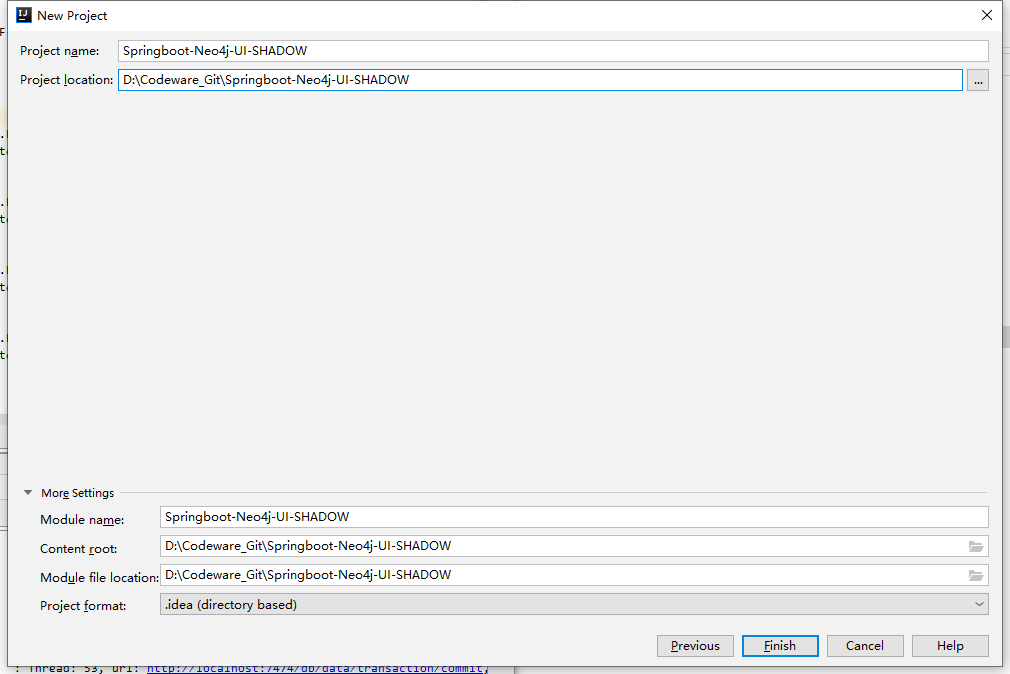 New Project
Project name: Springboot-Neo4j-UI-SHADOW
Project location: D:\Codeware_Git\Springboot-Neo4j-UI-SHADOW ...
More Settings
Module name: Springboot-Neo4j-UI-SHADOW
Content root: D:\Codeware_Git\Springboot-Neo4j-UI-SHADOW
Module file location: D:\Codeware_Git\Springboot-Neo4j-UI-SHADOW
Project format: .idea (directory based)
Previous Finish Cancel Help
: Thread: 53, url: http://localhost:7474/db/data/transaction/commit,